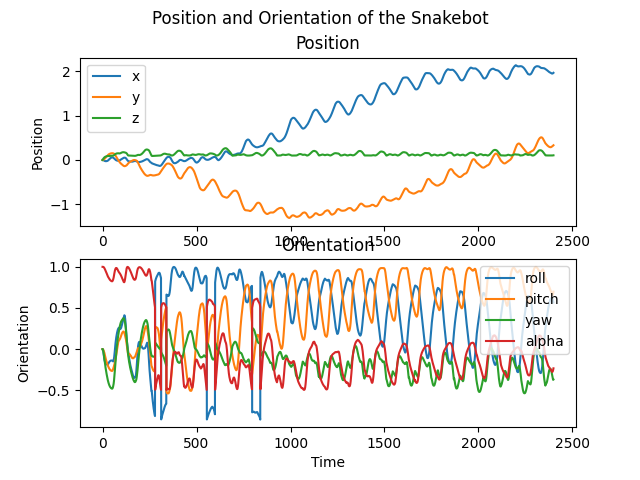 Position and Orientation of the Snakebot
Position
2
1
0
−1
Position
x
y
z
0 500 1000 1500 2000 2500
Orientation
1.0
0.5
0.0
−0.5
Orientation
roll
pitch
yaw
alpha
0 500 1000 1500 2000 2500
Time